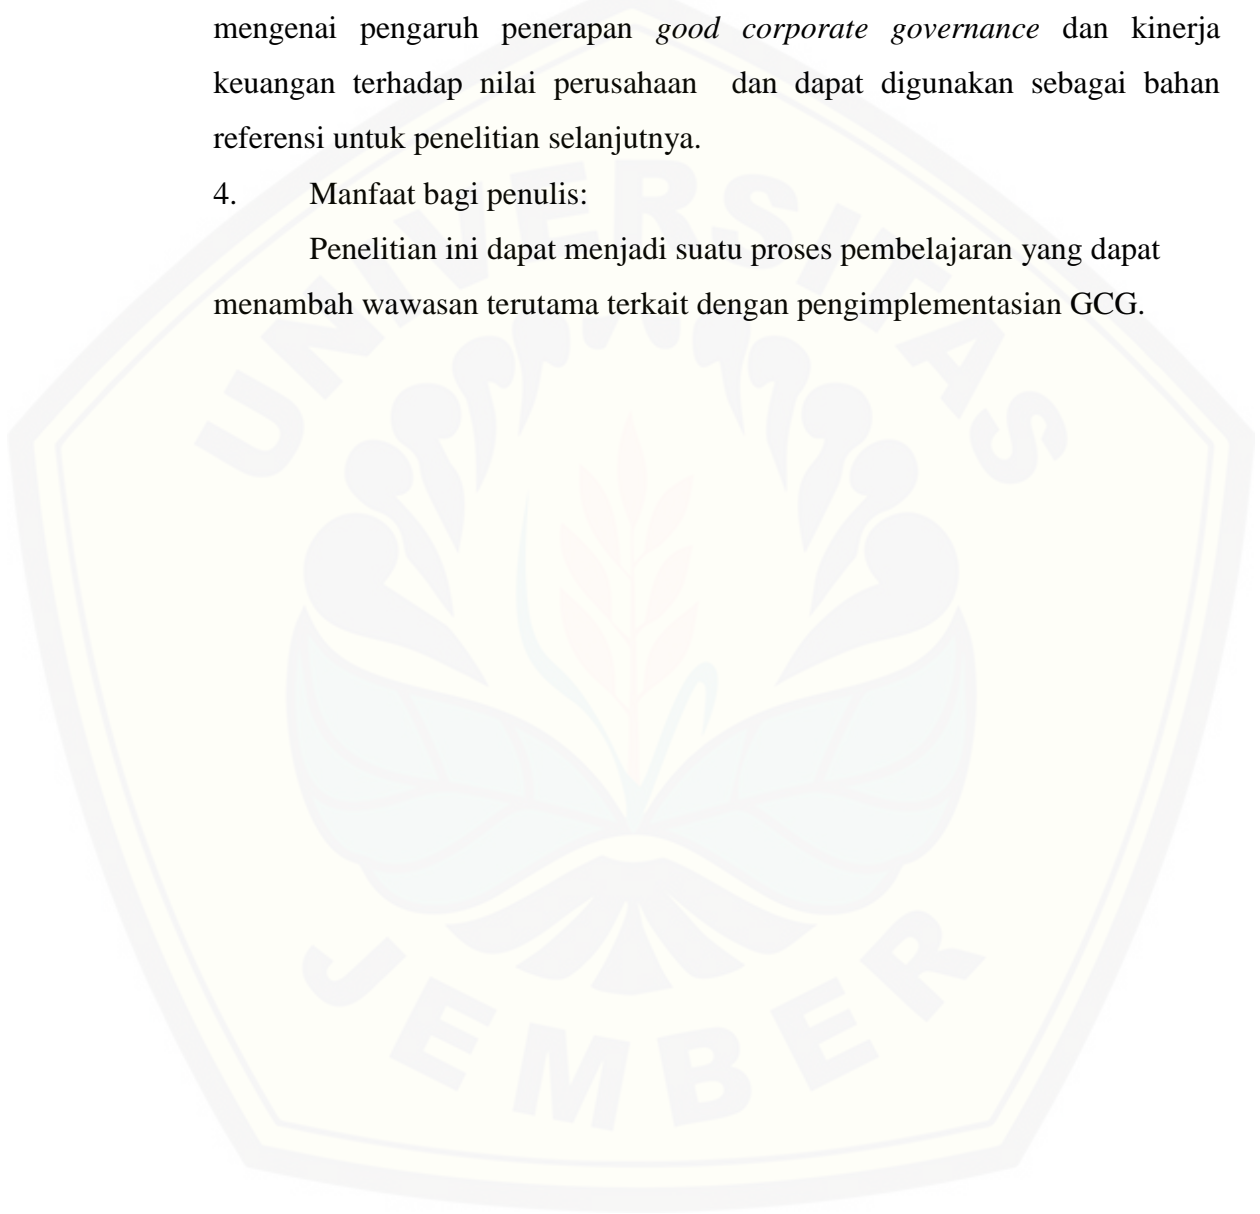 mengenai pengaruh penerapan good corporate governance dan kinerja
keuangan terhadap nilai perusahaan dan dapat digunakan sebagai bahan
referensi untuk penelitian selanjutnya.
4. Manfaat bagi penulis:
Penelitian ini dapat menjadi suatu proses pembelajaran yang dapat
menambah wawasan terutama terkait dengan pengimplementasian GCG.
UNIVERSITAS
JEMBER